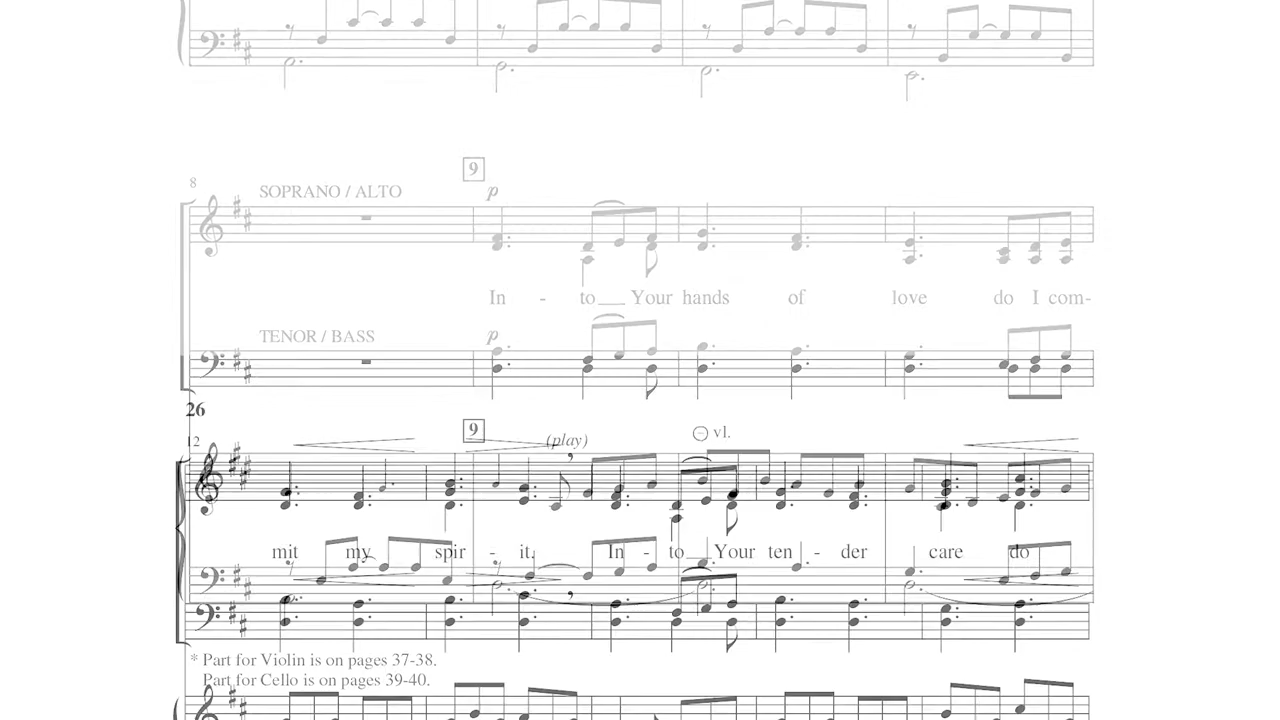 9
8
SOPRANO / ALTO
p
In - to Your hands of love do I com-
TENOR / BASS
p
26
9
12
(play)
vl.
mit my spir - it. In - to Your ten - der care do
* Part for Violin is on pages 37-38.
Part for Cello is on pages 39-40.